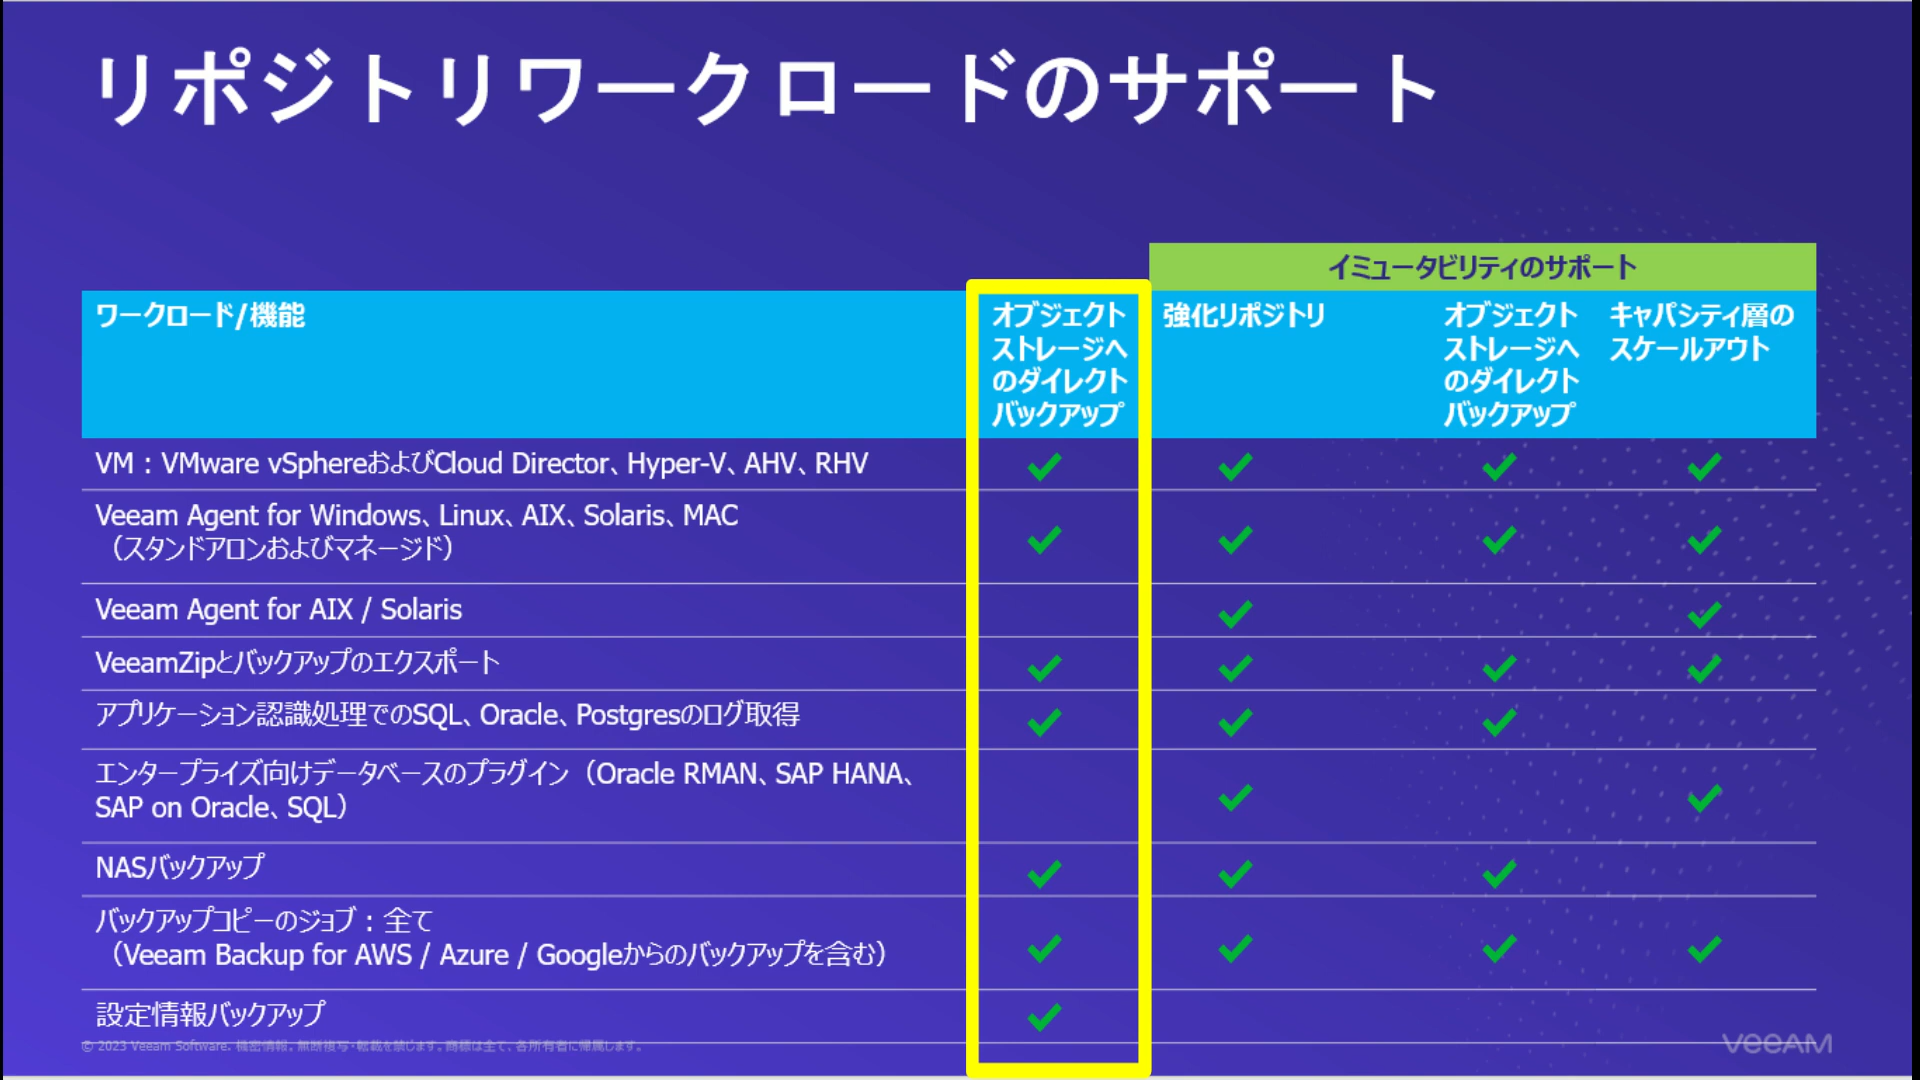 リポジトリワークロードのサポート
イミュータビリティのサポート
ワークロード/機能
オブジェクト
ストレージへ
のダイレクト
バックアップ
強化リポジトリ
オブジェクト
ストレージへ
のダイレクト
バックアップ
キャパシティ層の
スケールアウト
VM：VMware vSphereおよびCloud Director、Hyper-V、AHV、RHV
Veeam Agent for Windows、Linux、AIX、Solaris、MAC
（スタンドアロンおよびマネージド）
Veeam Agent for AIX / Solaris
VeeamZipとバックアップのエクスポート
アプリケーション認識処理でのSQL、Oracle、Postgresのログ取得
エンタープライズ向けデータベースのプラグイン（Oracle RMAN、SAP HANA、
SAP on Oracle、SQL）
NASバックアップ
バックアップコピーのジョブ：全て
（Veeam Backup for AWS / Azure / Googleからのバックアップを含む）
設定情報バックアップ
© 2023 Veeam Software. 機密情報。無断複写・転載を禁じます。商標は全て、各所有者に帰属します。
veeAM